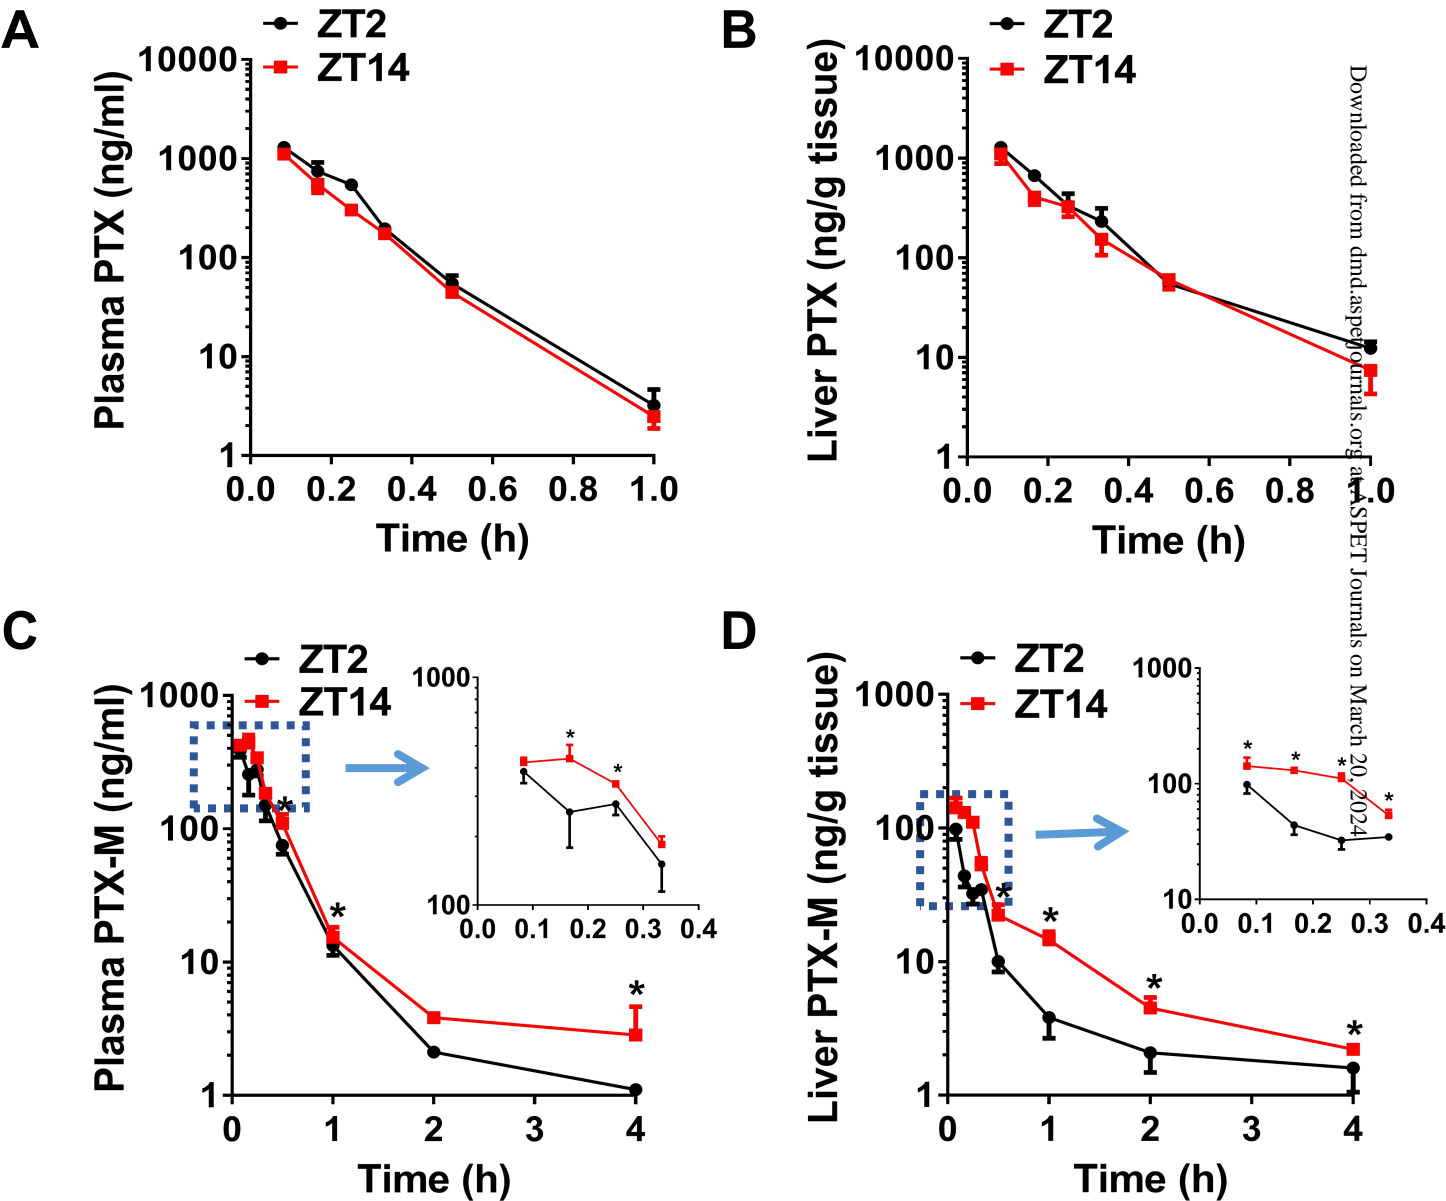 A
ZT2
ZT14
Plasma PTX (ng/ml)
10000
1000
100
10
1
0.0 0.2 0.4 0.6 0.8 1.0
Time (h)
B
ZT2
ZT14
Liver PTX (ng/g tissue)
10000
1000
100
10
1
0.0 0.2 0.4 0.6 0.8 1.0
Time (h)
C
ZT2
ZT14
Plasma PTX-M (ng/ml)
1000
100
10
1
0 1 2 3 4
Time (h)
* * *
1000
100
0.0 0.1 0.2 0.3 0.4
* *
D
ZT2
ZT14
Liver PTX-M (ng/g tissue)
1000
100
10
1
0 1 2 3 4
Time (h)
* * * *
1000
100
10
0.0 0.1 0.2 0.3 0.4
* * * *
Downloaded from dmd.aspetjournals.org at ASPET Journals on March 20, 2024